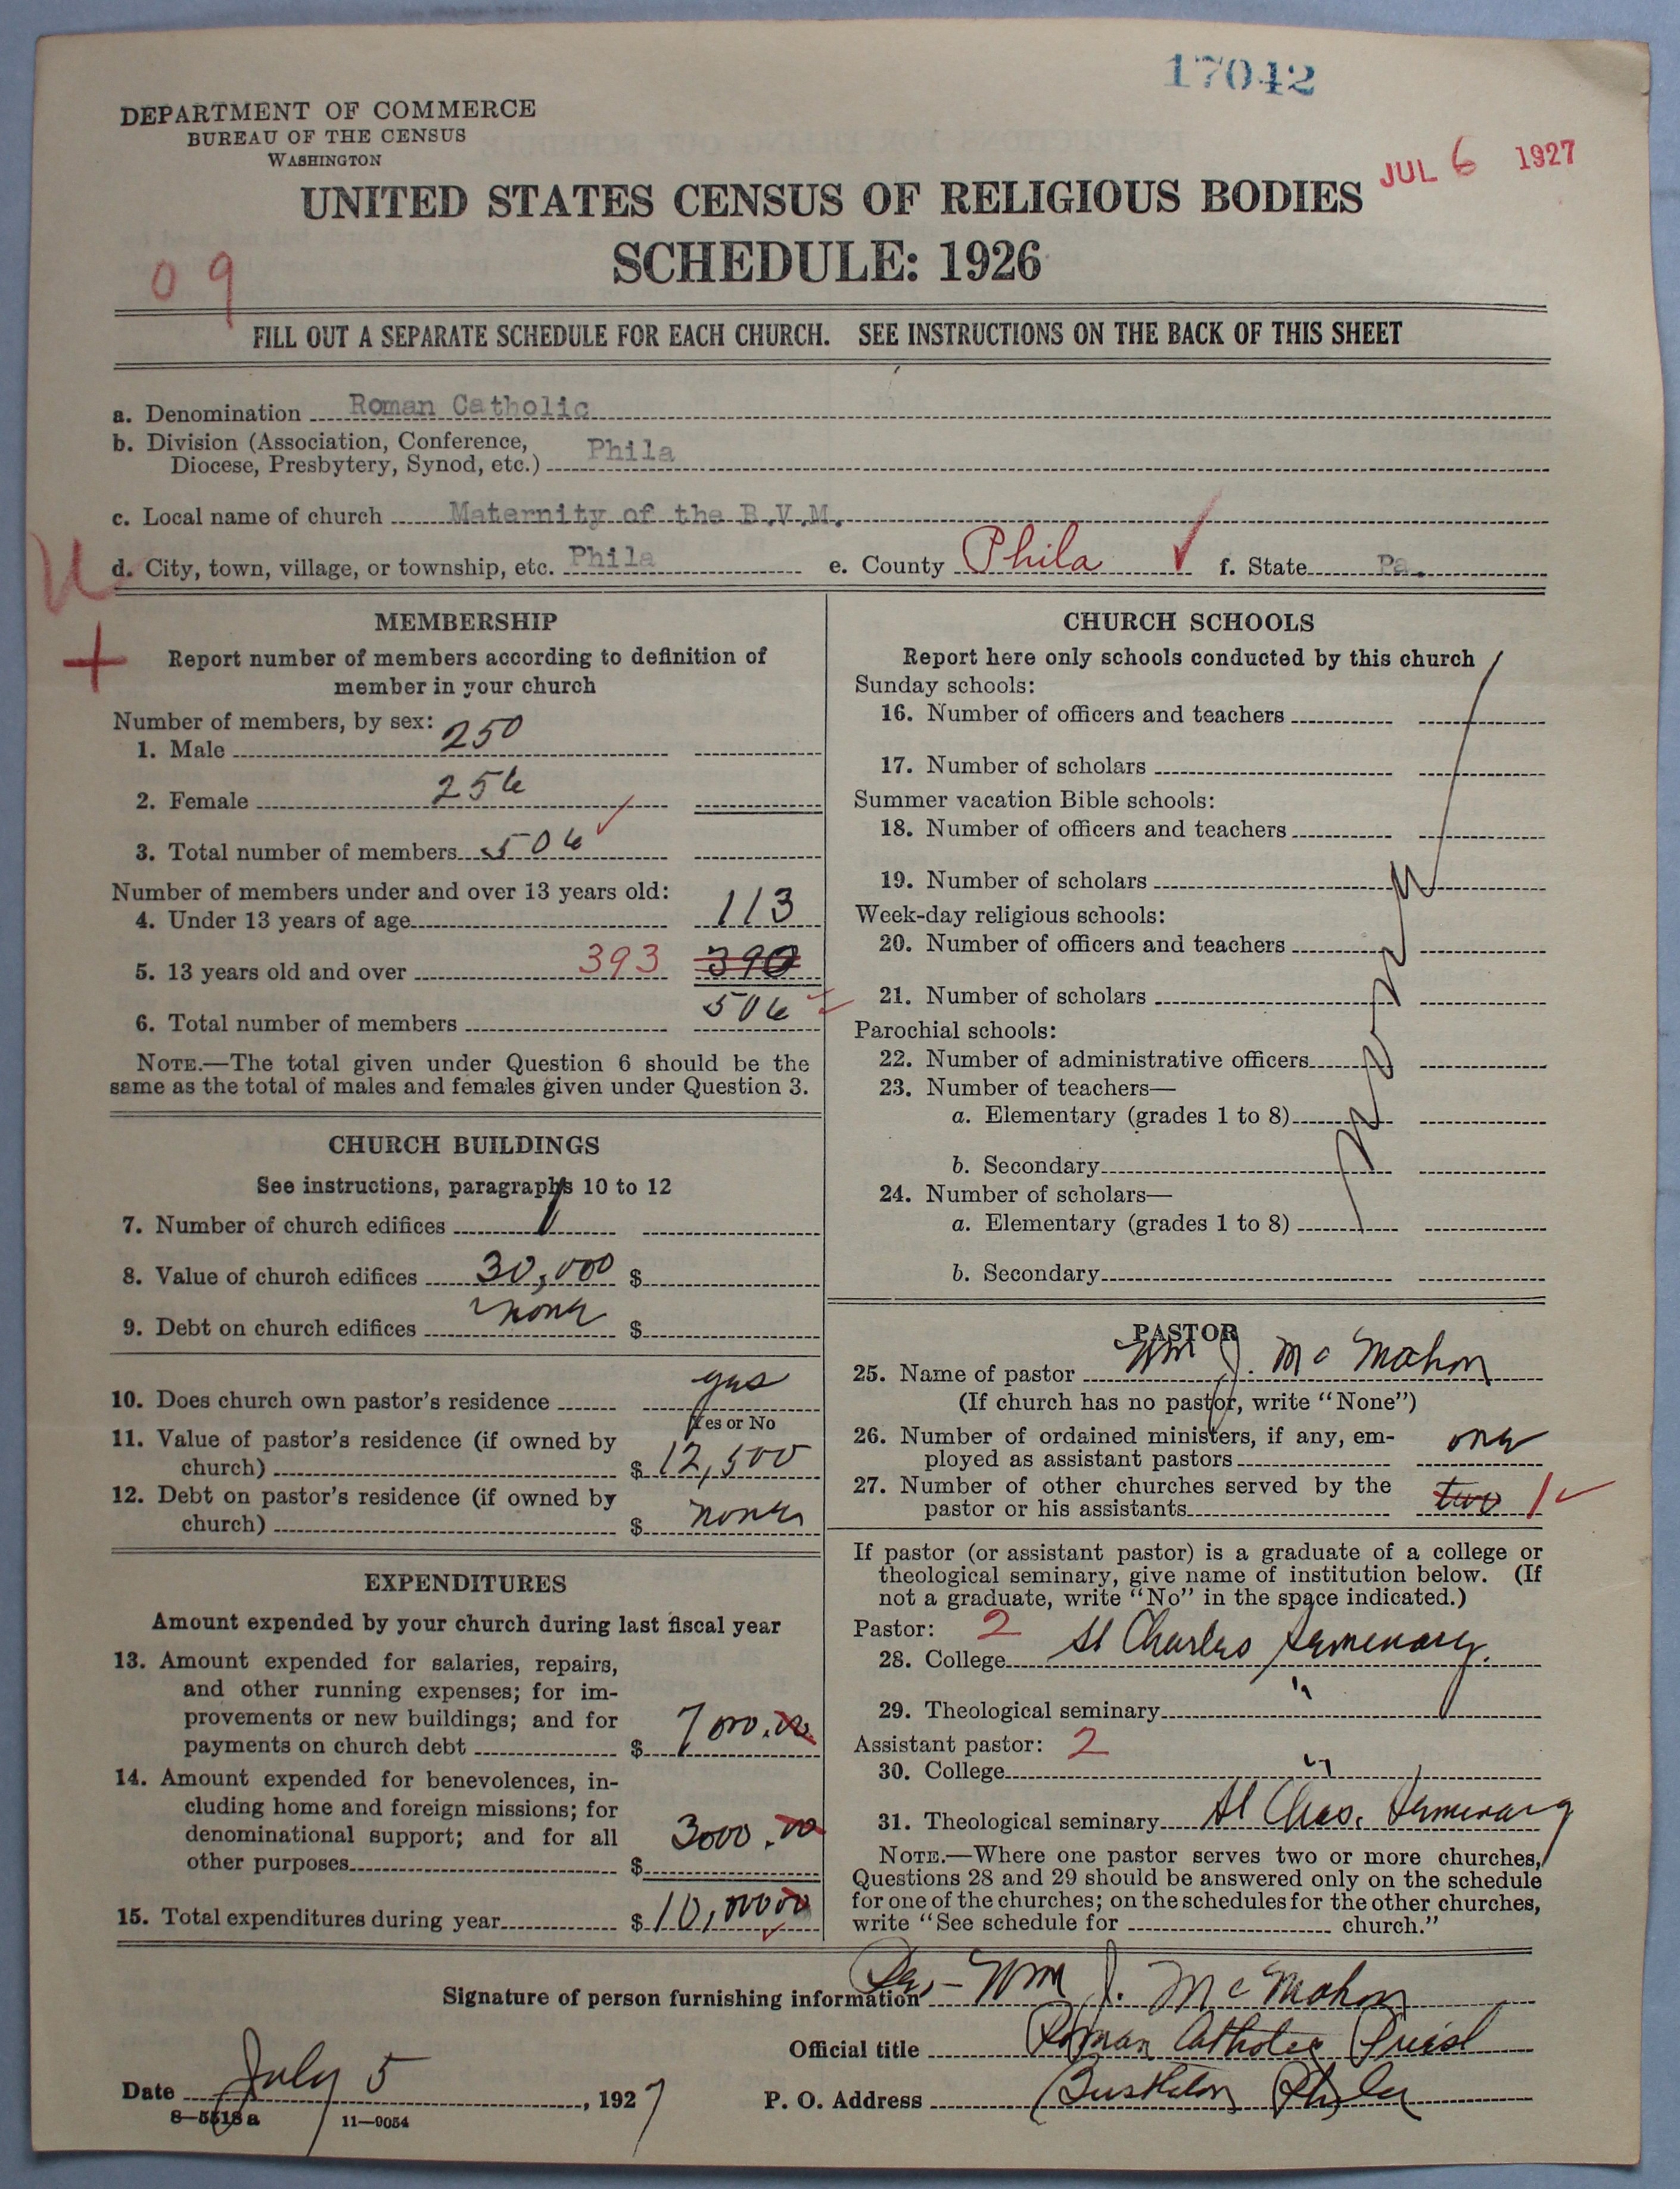 17042
DEPARTMENT OF COMMERCE
BUREAU OF THE CENSUS
WASHINGTON
JUL 6 1927
UNITED STATES CENSUS OF RELIGIOUS BODIES
SCHEDULE: 1926
09
FILL OUT A SEPARATE SCHEDULE FOR EACH CHURCH. SEE INSTRUCTIONS ON THE BACK OF THIS SHEET
a. Denomination Roman Catholic
b. Division (Association, Conference,
Diocese, Presbytery, Synod, etc.) Phila
c. Local name of church Maternity of the B.V.M.
U
d. City, town, village, or township, etc. Phila e. County Phila ✓ f. State Pa.
+
MEMBERSHIP
Report number of members according to definition of
member in your church
Number of members, by sex:
1. Male 250
2. Female 256
3. Total number of members 506 ✓
Number of members under and over 13 years old:
4. Under 13 years of age 113
5. 13 years old and over 393 390
6. Total number of members 506
NOTE.—The total given under Question 6 should be the
same as the total of males and females given under Question 3.
CHURCH BUILDINGS
See instructions, paragraphs 10 to 12
7. Number of church edifices 1
8. Value of church edifices 30,000 $
9. Debt on church edifices none $
10. Does church own pastor's residence yes
Yes or No
11. Value of pastor's residence (if owned by
church) $ 12,500
12. Debt on pastor's residence (if owned by
church) $ none
EXPENDITURES
Amount expended by your church during last fiscal year
13. Amount expended for salaries, repairs,
and other running expenses; for im-
provements or new buildings; and for
payments on church debt $ 7000.00
14. Amount expended for benevolences, in-
cluding home and foreign missions; for
denominational support; and for all
other purposes $ 3000.00
15. Total expenditures during year $ 10,00000
CHURCH SCHOOLS
Report here only schools conducted by this church
Sunday schools:
16. Number of officers and teachers
17. Number of scholars
Summer vacation Bible schools:
18. Number of officers and teachers
19. Number of scholars
Week-day religious schools:
20. Number of officers and teachers
21. Number of scholars
Parochial schools:
22. Number of administrative officers
23. Number of teachers—
a. Elementary (grades 1 to 8)
b. Secondary
24. Number of scholars—
a. Elementary (grades 1 to 8)
b. Secondary
none
PASTOR
25. Name of pastor Wm J. McMahon
(If church has no pastor, write "None")
26. Number of ordained ministers, if any, em-
ployed as assistant pastors one
27. Number of other churches served by the
pastor or his assistants two 1 ✓
If pastor (or assistant pastor) is a graduate of a college or
theological seminary, give name of institution below. (If
not a graduate, write "No" in the space indicated.)
Pastor: 2
28. College St Charles Semenary.
29. Theological seminary "
Assistant pastor: 2
30. College "
31. Theological seminary St Chas. Semenary
NOTE.—Where one pastor serves two or more churches,
Questions 28 and 29 should be answered only on the schedule
for one of the churches; on the schedules for the other churches,
write "See schedule for church."
Signature of person furnishing information Rev - Wm J. McMahon
Official title Roman Catholic Priest
Date July 5, 1927 P. O. Address Bustleton Phila
8—5518a 11—9054